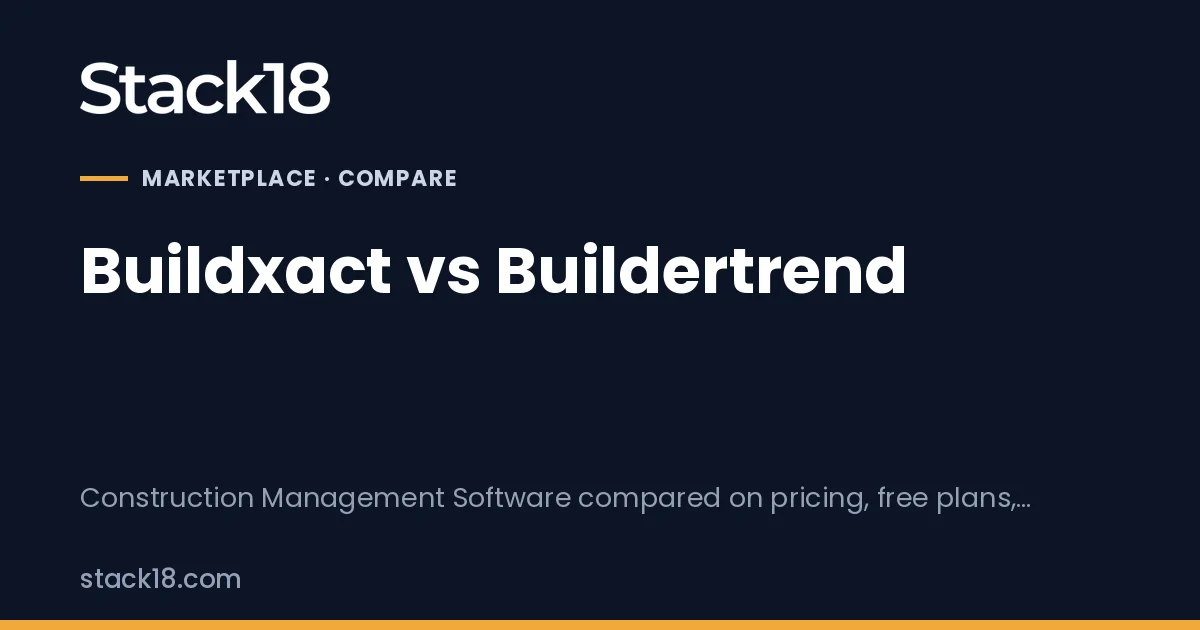 Stack18
MARKETPLACE · COMPARE
Buildxact vs Buildertrend
Construction Management Software compared on pricing, free plans,...
stack18.com